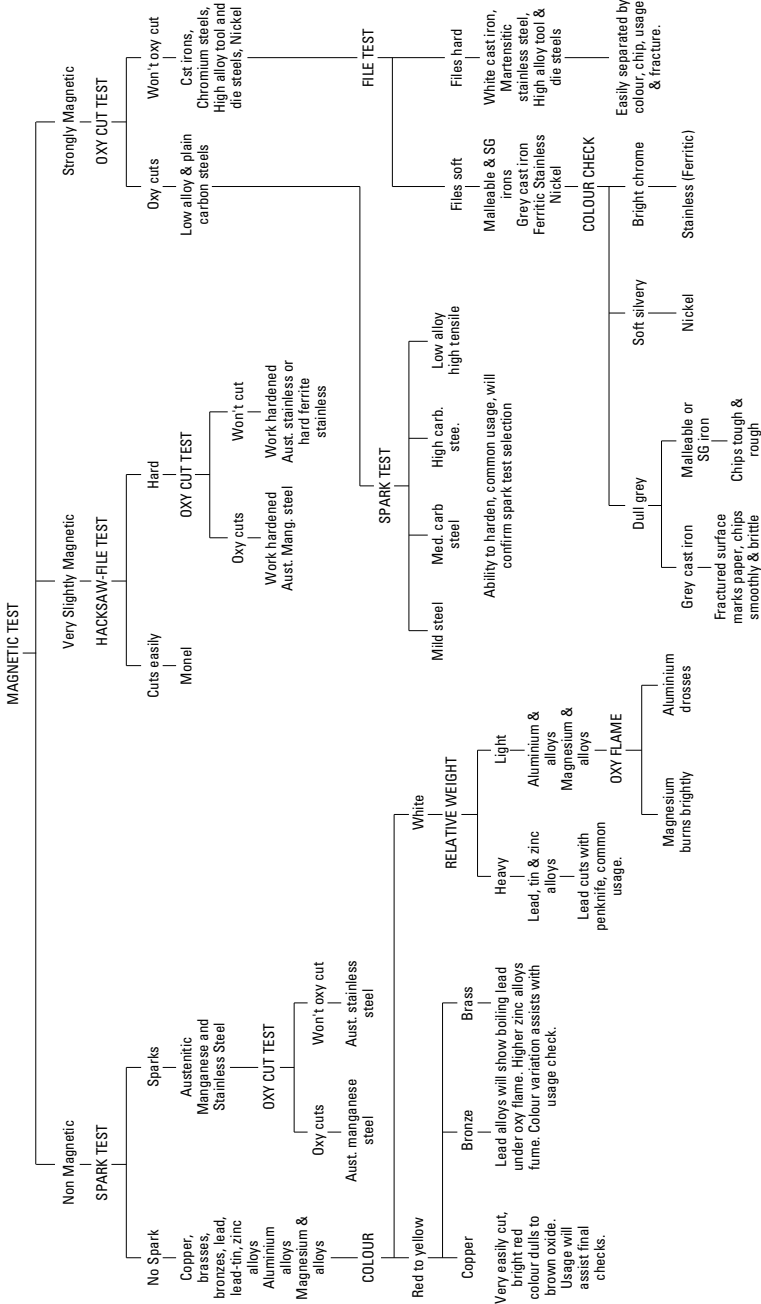 MAGNETIC TEST
Non Magnetic
SPARK TEST
No Spark
Copper,
brasses,
bronzes, lead,
lead-tin, zinc
alloys
Aluminium
alloys
Magnesium &
alloys
COLOUR
Red to yellow
Copper
Very easily cut,
bright red
colour dulls to
brown oxide.
Usage will
assist final
checks.
Bronze
Brass
Lead alloys will show boiling lead
under oxy flame. Higher zinc alloys
fume. Colour variation assists with
usage check.
White
RELATIVE WEIGHT
Heavy
Lead, tin & zinc
alloys
Lead cuts with
penknife, common
usage.
Light
Aluminium &
alloys
Magnesium &
alloys
OXY FLAME
Magnesium
burns brightly
Aluminium
drosses
Sparks
Austenitic
Manganese and
Stainless Steel
OXY CUT TEST
Oxy cuts
Aust. manganese
steel
Won't oxy cut
Aust. stainless
steel
Very Slightly Magnetic
HACKSAW-FILE TEST
Cuts easily
Monel
Hard
OXY CUT TEST
Oxy cuts
Work hardened
Aust. Mang. steel
Won't cut
Work hardened
Aust. stainless or
hard ferrite
stainless
Strongly Magnetic
OXY CUT TEST
Oxy cuts
Low alloy & plain
carbon steels
SPARK TEST
Mild steel
Med. carb
steel
High carb.
stee.
Low alloy
high tensile
Ability to harden, common usage, will
confirm spark test selection
Won't oxy cut
Cst irons,
Chromium steels,
High alloy tool and
die steels, Nickel
FILE TEST
Files soft
Malleable & SG
irons
Grey cast iron
Ferritic Stainless
Nickel
COLOUR CHECK
Dull grey
Grey cast iron
Fractured surface
marks paper, chips
smoothly & brittle
Malleable or
SG iron
Chips tough &
rough
Soft silvery
Nickel
Bright chrome
Stainless (Ferritic)
Files hard
White cast iron,
Martensitic
stainless steel,
High alloy tool &
die steels
Easily separated by
colour, chip, usage
& fracture.